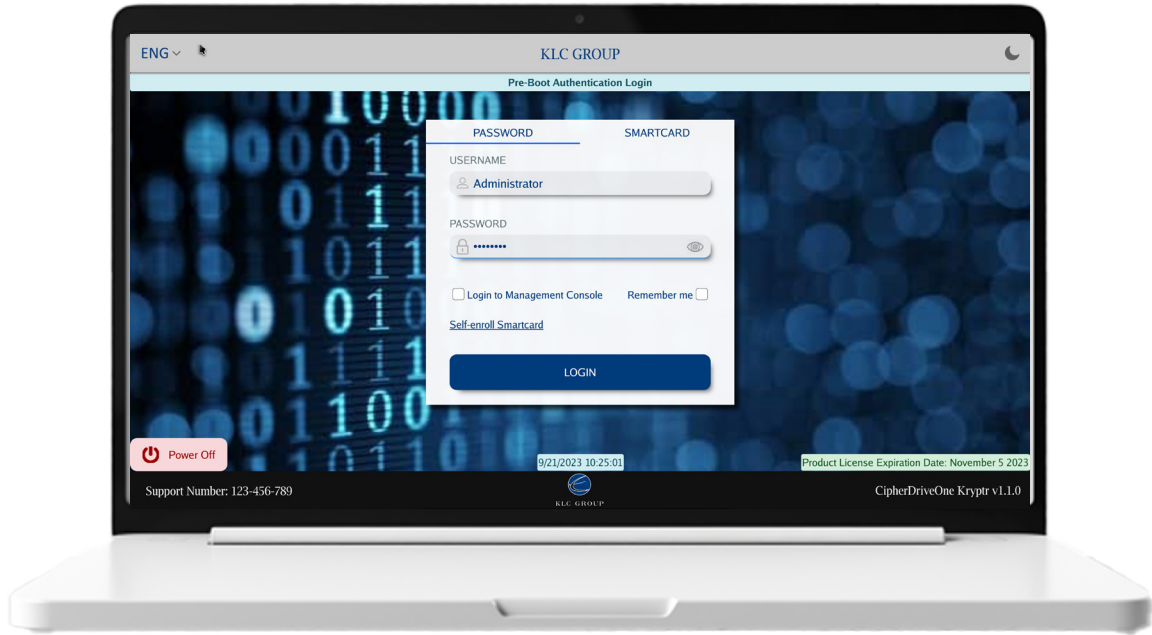 ENG
KLC GROUP
Pre-Boot Authentication Login
PASSWORD SMARTCARD
USERNAME
Administrator
PASSWORD
••••••••
Login to Management Console Remember me
Self-enroll Smartcard
LOGIN
Power Off
9/21/2023 10:25:01
Product License Expiration Date: November 5 2023
Support Number: 123-456-789
KLC GROUP
CipherDriveOne Kryptr v1.1.0